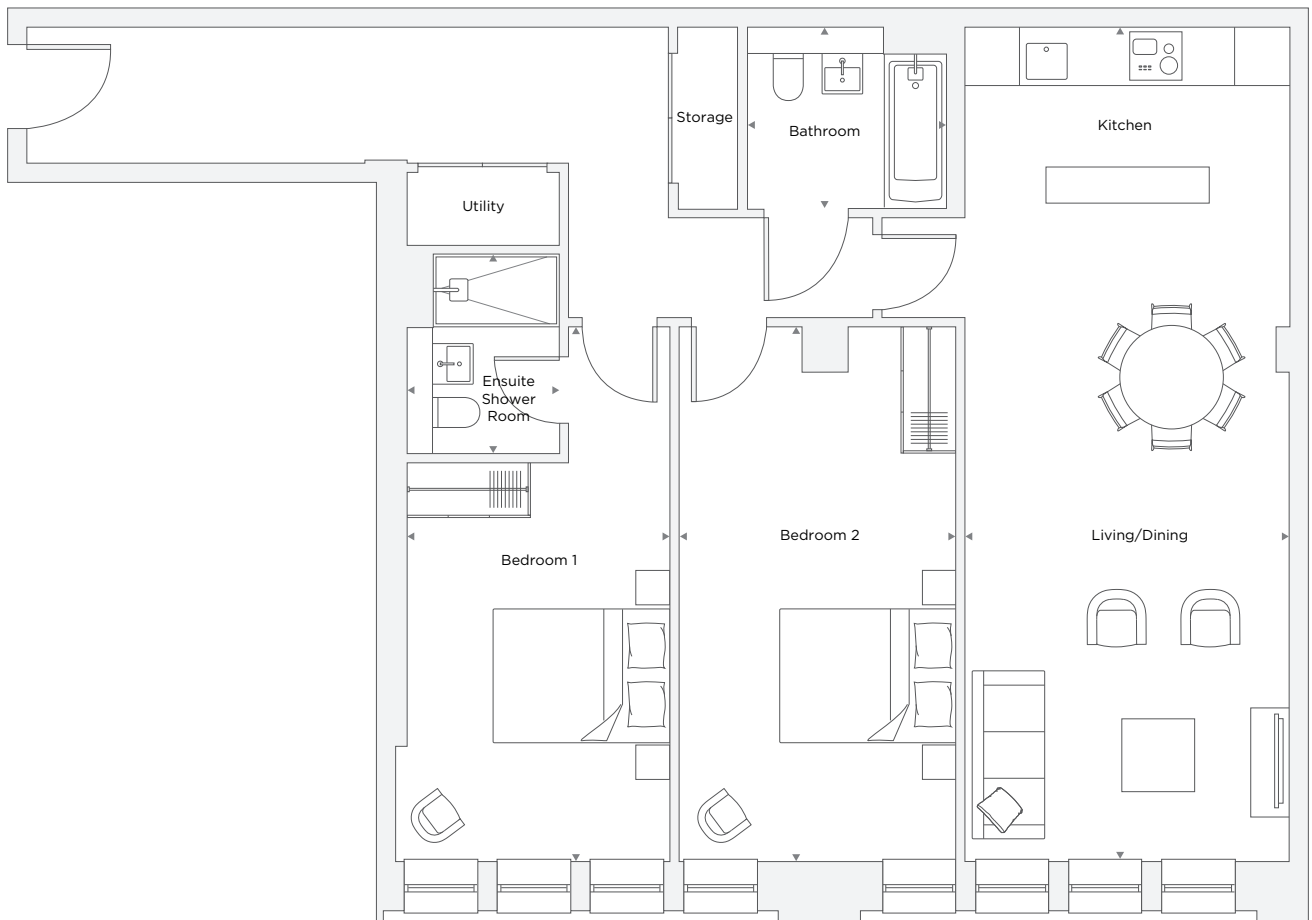 Storage
Bathroom
Kitchen
Utility
Ensuite
Shower
Room
Bedroom 1
Bedroom 2
Living/Dining